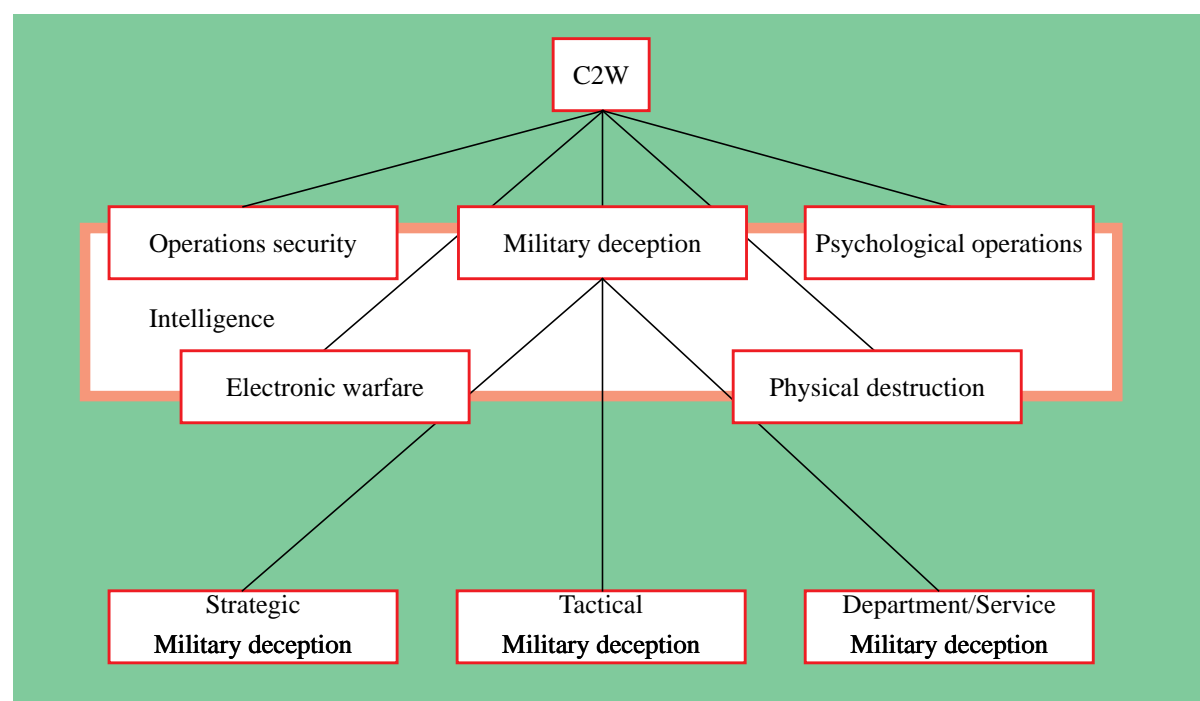 C2W
Operations security
Military deception
Psychological operations
Intelligence
Electronic warfare
Physical destruction
Strategic
Military deception
Tactical
Military deception
Department/Service
Military deception